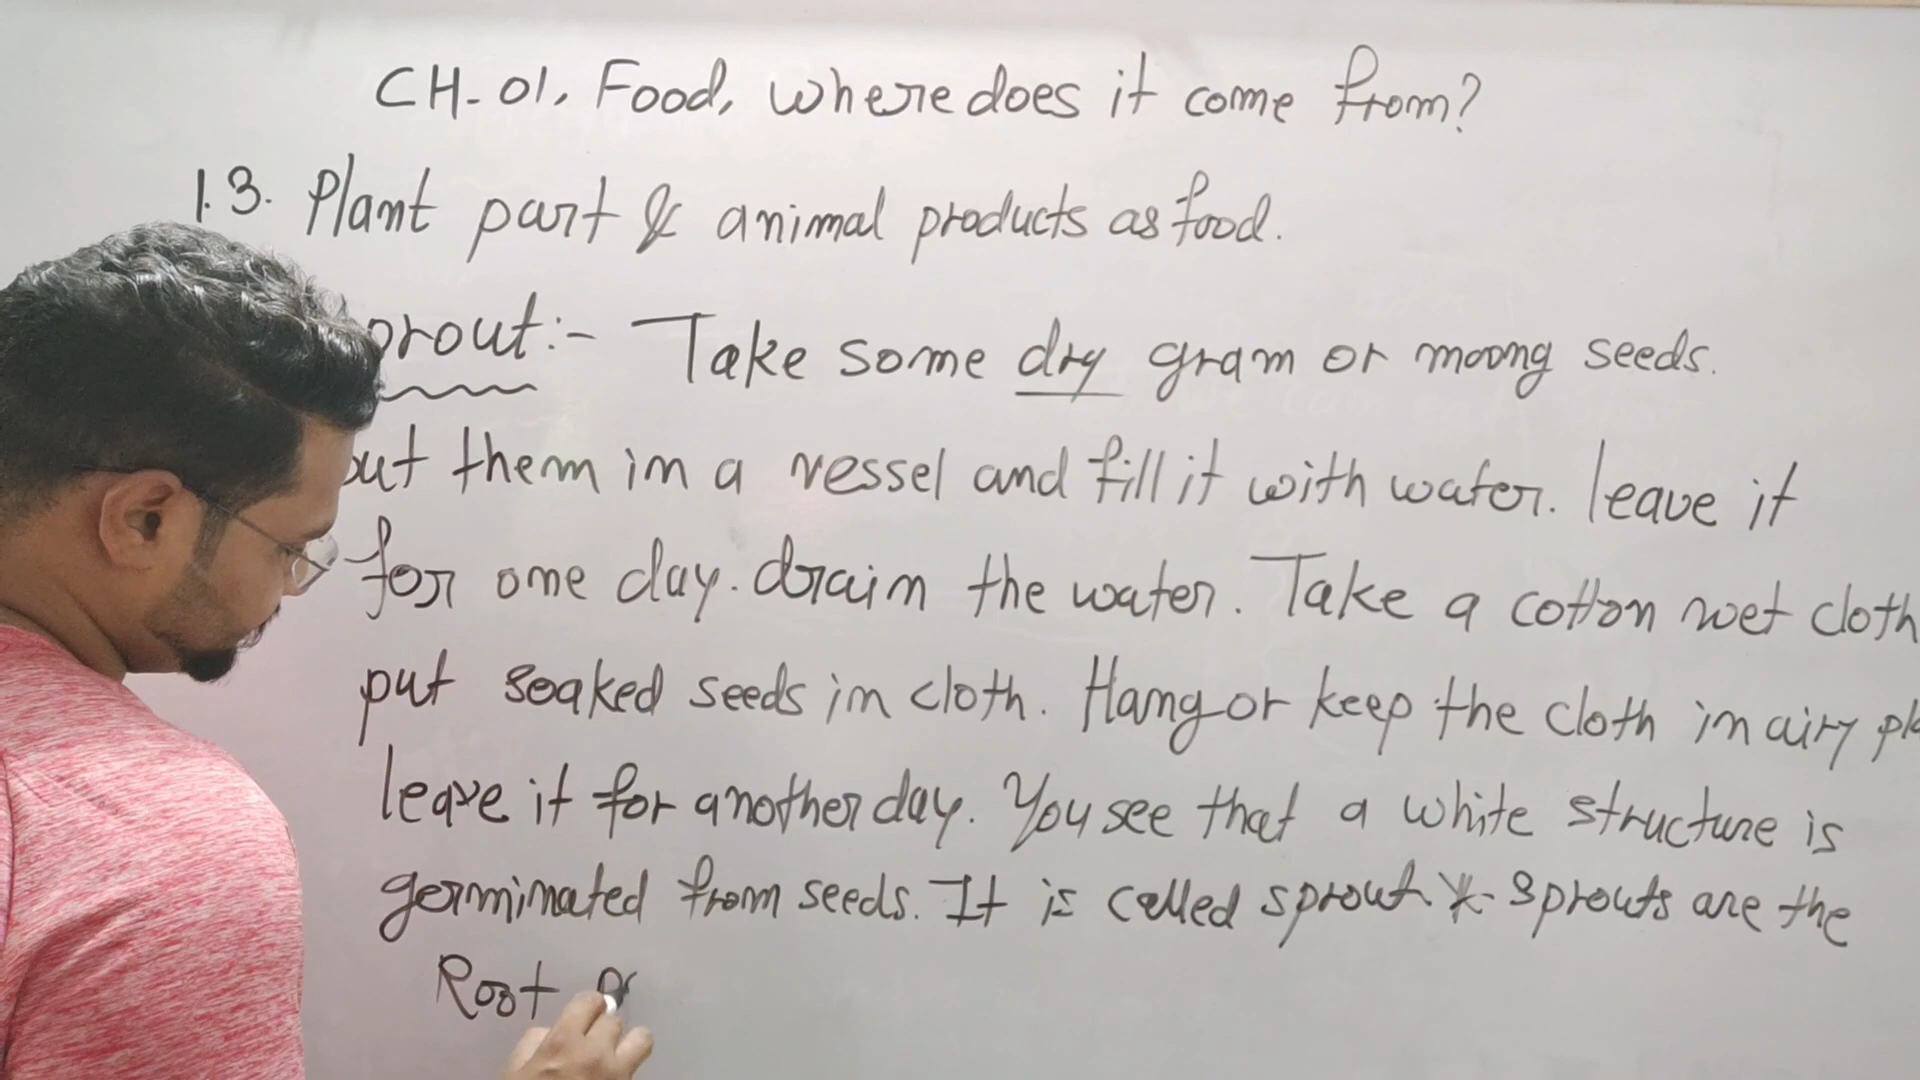 CH-01, Food, Where does it come from?
1.3. Plant part & animal products as food.
prout:- Take some dry gram or moong seeds.
ut them in a vessel and fill it with water. leave it
for one day. drain the water. Take a cotton wet cloth
put soaked seeds in cloth. Hang or keep the cloth in airy pla
leave it for another day. You see that a white structure is
germinated from seeds. It is called sprout * Sprouts are the
Root